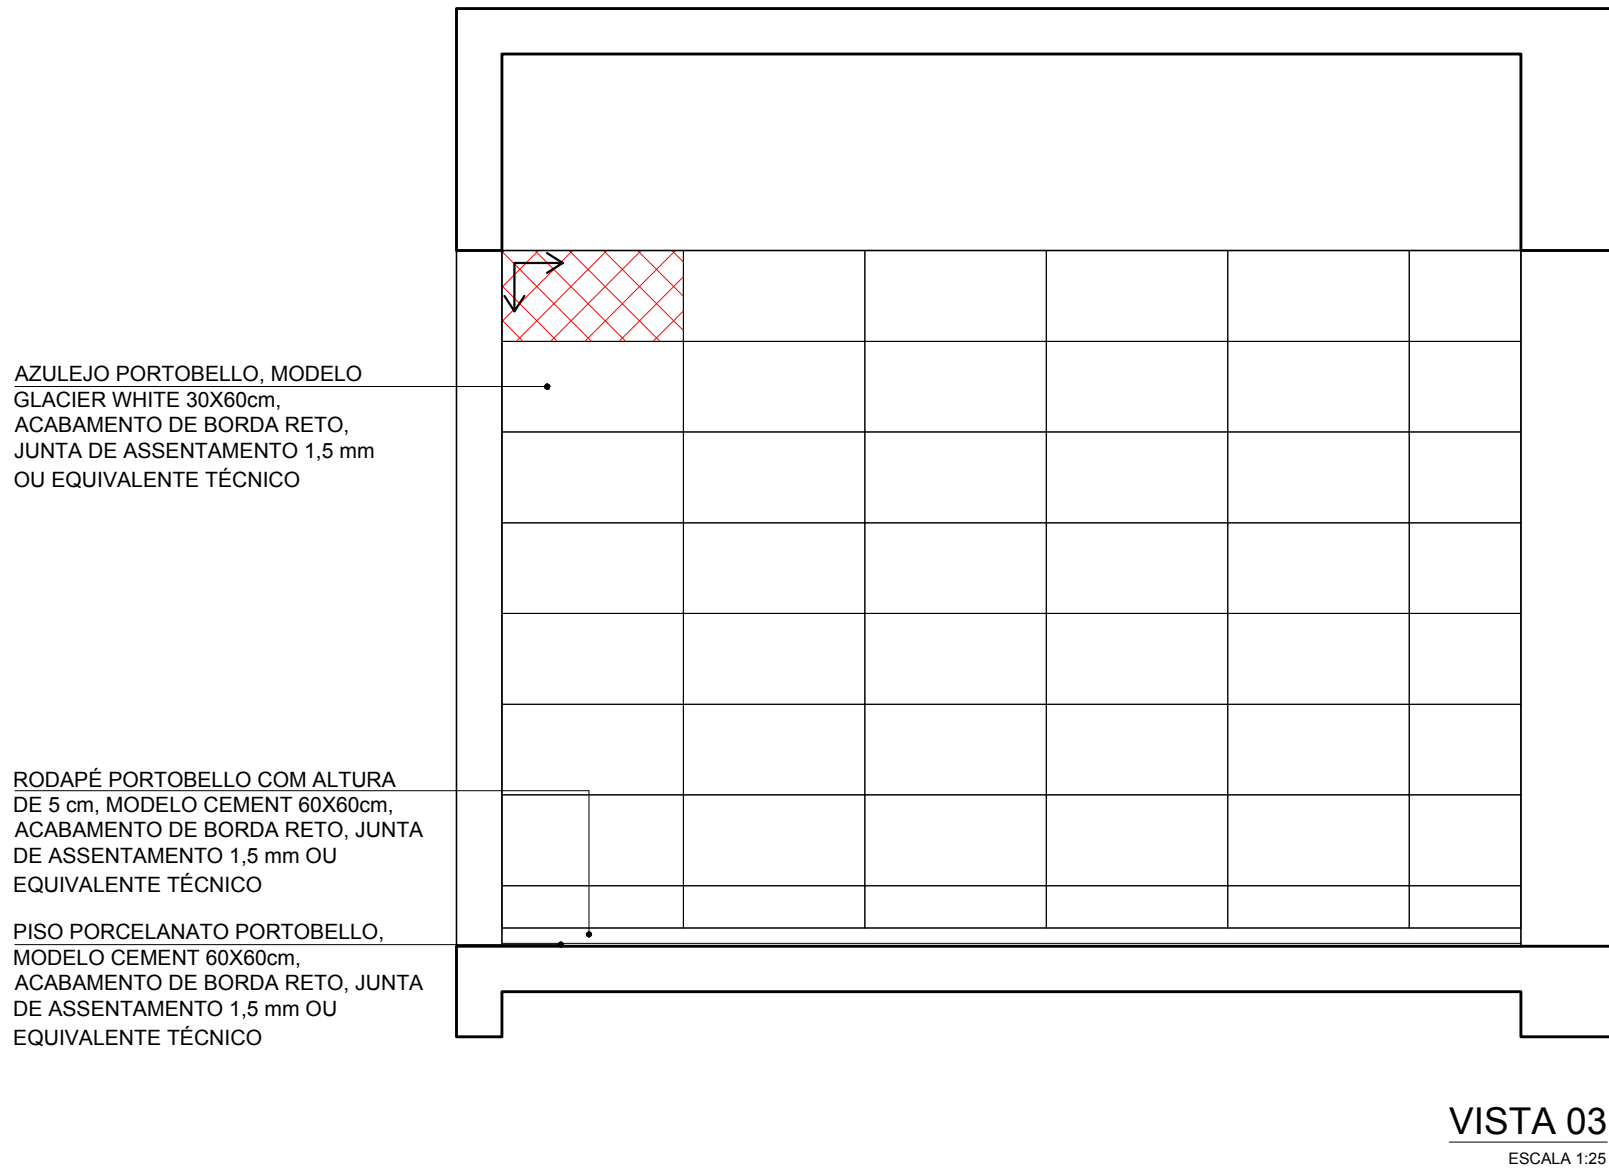 AZULEJO PORTOBELLO, MODELO
GLACIER WHITE 30X60cm,
ACABAMENTO DE BORDA RETO,
JUNTA DE ASSENTAMENTO 1,5 mm
OU EQUIVALENTE TÉCNICO
RODAPÉ PORTOBELLO COM ALTURA
DE 5 cm, MODELO CEMENT 60X60cm,
ACABAMENTO DE BORDA RETO, JUNTA
DE ASSENTAMENTO 1,5 mm OU
EQUIVALENTE TÉCNICO
PISO PORCELANATO PORTOBELLO,
MODELO CEMENT 60X60cm,
ACABAMENTO DE BORDA RETO, JUNTA
DE ASSENTAMENTO 1,5 mm OU
EQUIVALENTE TÉCNICO
VISTA 03
ESCALA 1:25